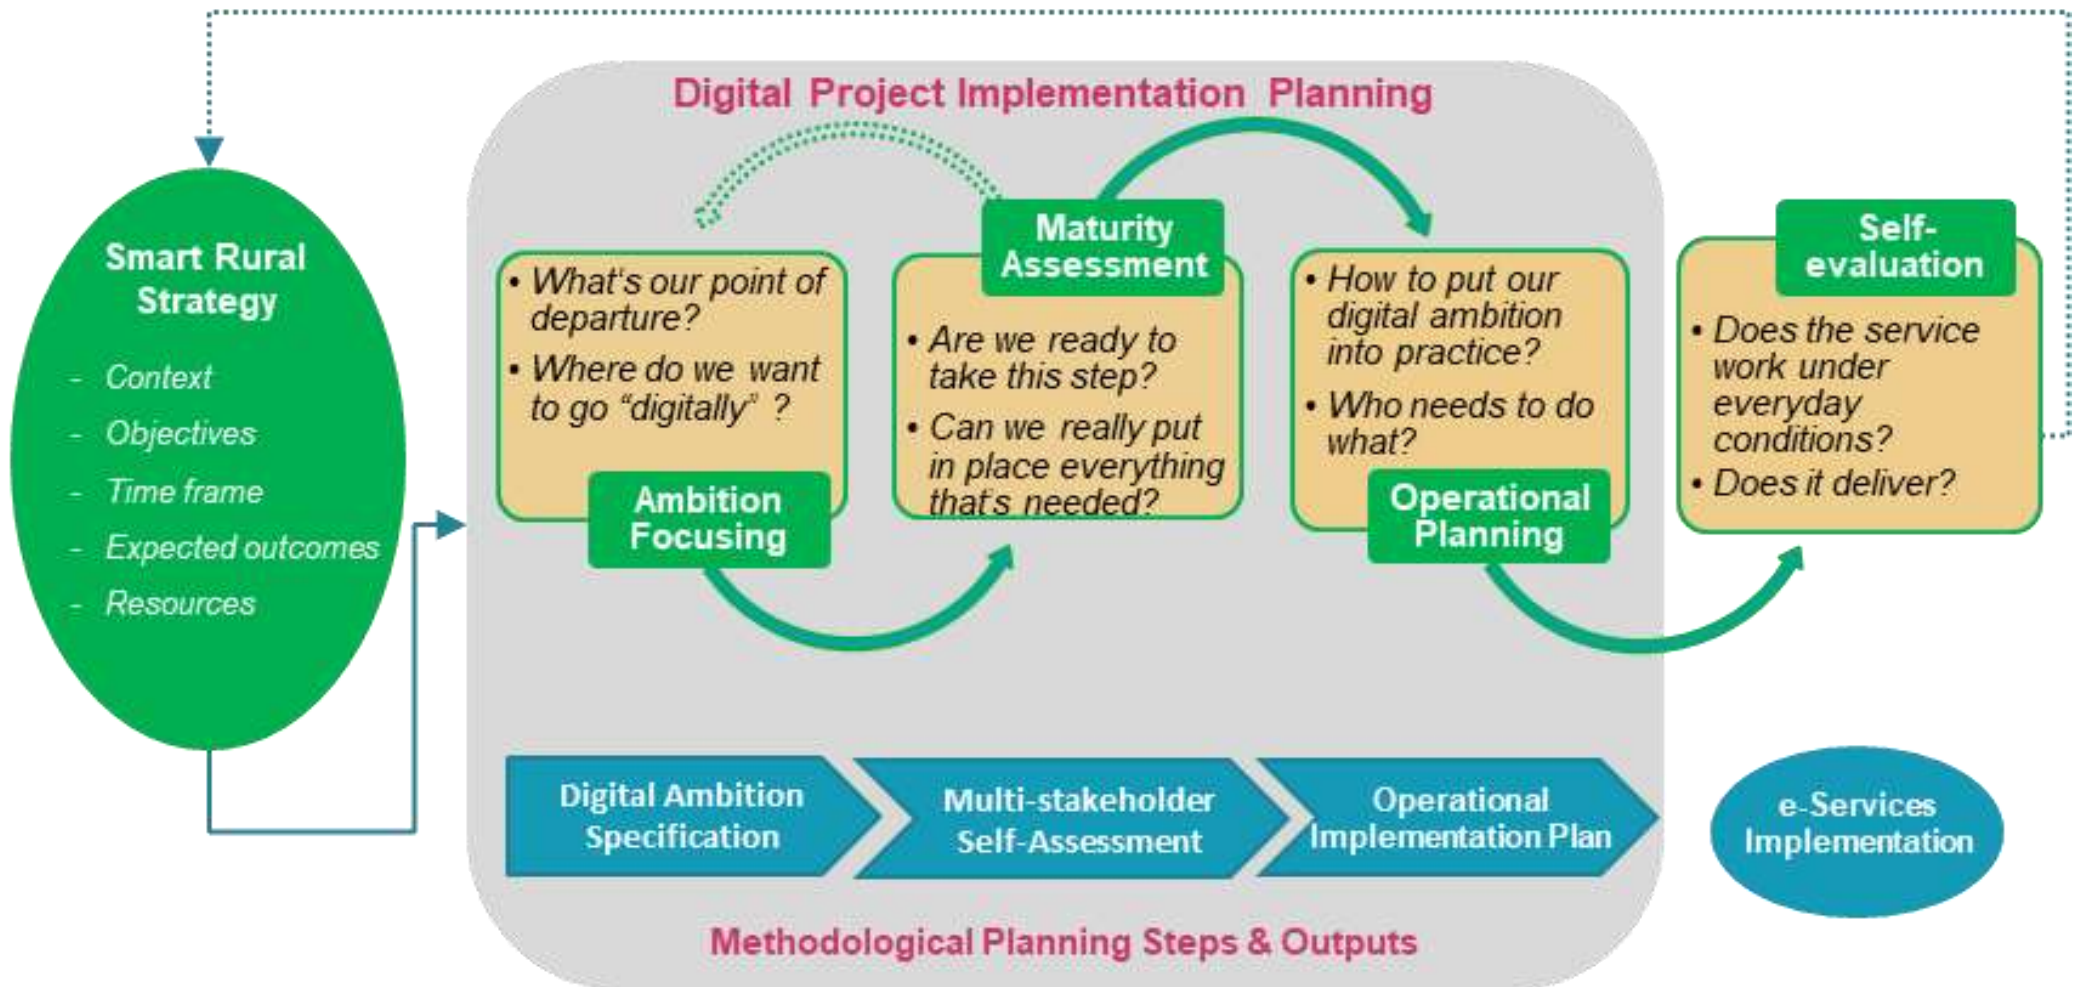 Digital Project Implementation Planning
Smart Rural
Strategy
- Context
- Objectives
- Time frame
- Expected outcomes
- Resources
• What's our point of
departure?
• Where do we want
to go “digitally” ?
Ambition
Focusing
Maturity
Assessment
• Are we ready to
take this step?
• Can we really put
in place everything
that's needed?
• How to put our
digital ambition
into practice?
• Who needs to do
what?
Operational
Planning
Self-
evaluation
• Does the service
work under
everyday
conditions?
• Does it deliver?
Digital Ambition
Specification
Multi-stakeholder
Self-Assessment
Operational
Implementation Plan
e-Services
Implementation
Methodological Planning Steps & Outputs